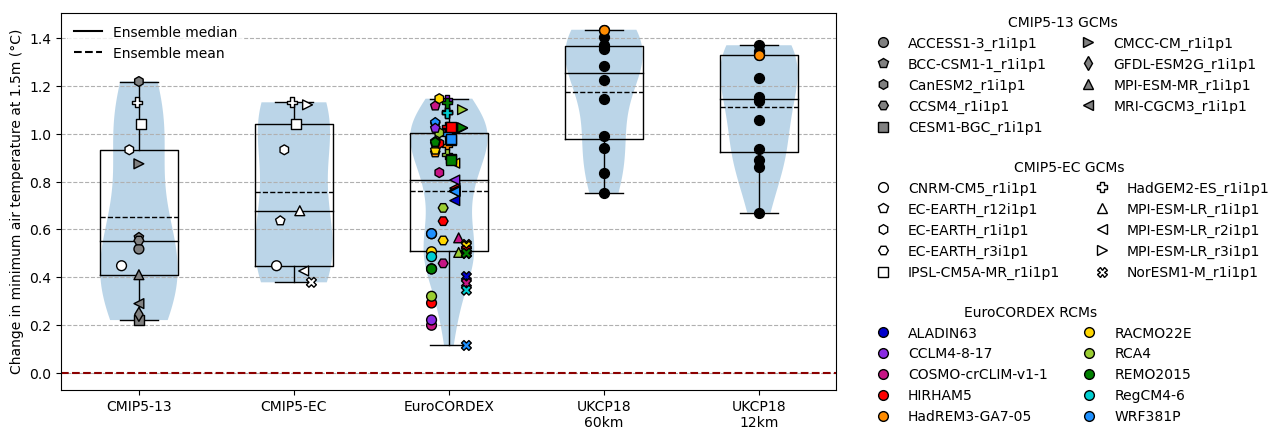 Change in minimum air temperature at 1.5m (°C)
1.4
1.2
1.0
0.8
0.6
0.4
0.2
0.0
Ensemble median
Ensemble mean
CMIP5-13
CMIP5-EC
EuroCORDEX
UKCP18
60km
UKCP18
12km
CMIP5-13 GCMs
ACCESS1-3_r1i1p1
BCC-CSM1-1_r1i1p1
CanESM2_r1i1p1
CCSM4_r1i1p1
CESM1-BGC_r1i1p1
CMCC-CM_r1i1p1
GFDL-ESM2G_r1i1p1
MPI-ESM-MR_r1i1p1
MRI-CGCM3_r1i1p1
CMIP5-EC GCMs
CNRM-CM5_r1i1p1
EC-EARTH_r12i1p1
EC-EARTH_r1i1p1
EC-EARTH_r3i1p1
IPSL-CM5A-MR_r1i1p1
HadGEM2-ES_r1i1p1
MPI-ESM-LR_r1i1p1
MPI-ESM-LR_r2i1p1
MPI-ESM-LR_r3i1p1
NorESM1-M_r1i1p1
EuroCORDEX RCMs
ALADIN63
CCLM4-8-17
COSMO-crCLIM-v1-1
HIRHAM5
HadREM3-GA7-05
RACMO22E
RCA4
REMO2015
RegCM4-6
WRF381P